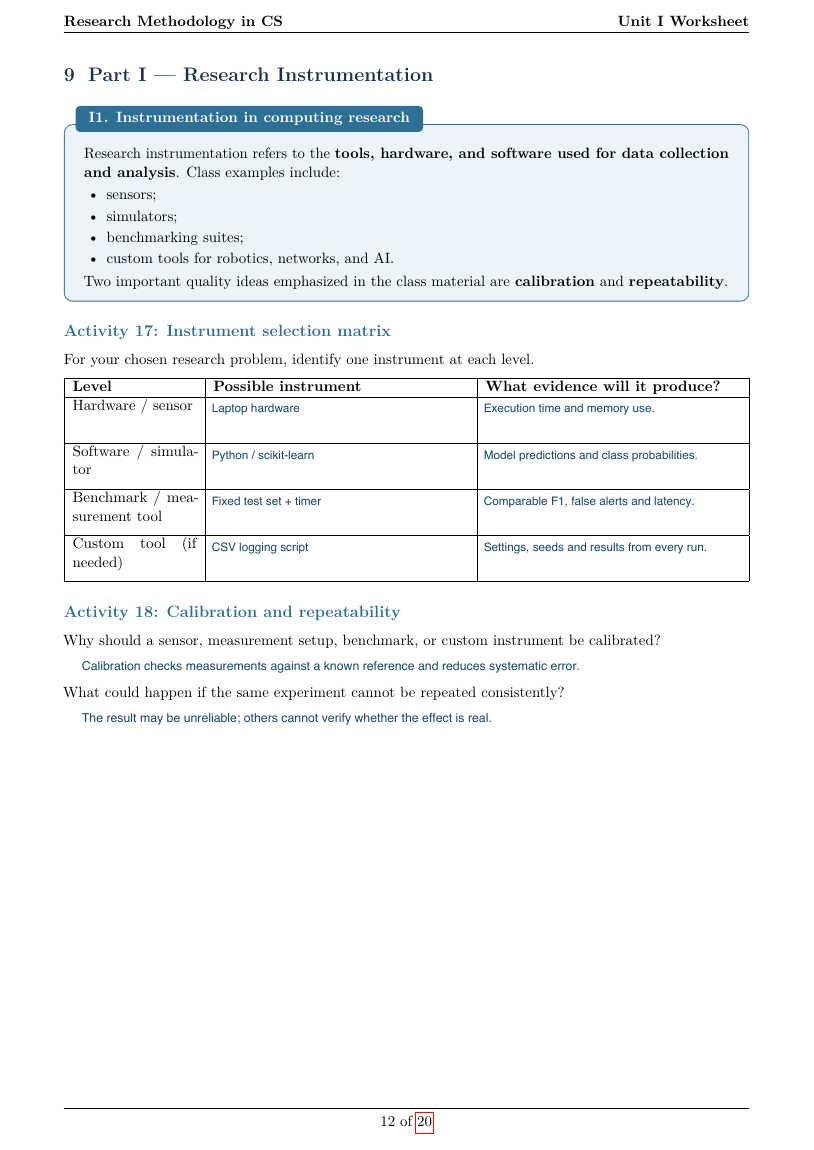 Research Methodology in CS Unit I Worksheet
9 Part I — Research Instrumentation
I1. Instrumentation in computing research
Research instrumentation refers to the tools, hardware, and software used for data collection
and analysis. Class examples include:
• sensors;
• simulators;
• benchmarking suites;
• custom tools for robotics, networks, and AI.
Two important quality ideas emphasized in the class material are calibration and repeatability.
Activity 17: Instrument selection matrix
For your chosen research problem, identify one instrument at each level.
Level Possible instrument What evidence will it produce?
Hardware / sensor Laptop hardware Execution time and memory use.
Software / simula- Python / scikit-learn Model predictions and class probabilities.
tor
Benchmark / mea- Fixed test set + timer Comparable F1, false alerts and latency.
surement tool
Custom tool (if CSV logging script Settings, seeds and results from every run.
needed)
Activity 18: Calibration and repeatability
Why should a sensor, measurement setup, benchmark, or custom instrument be calibrated?
Calibration checks measurements against a known reference and reduces systematic error.
What could happen if the same experiment cannot be repeated consistently?
The result may be unreliable; others cannot verify whether the effect is real.
12 of 20